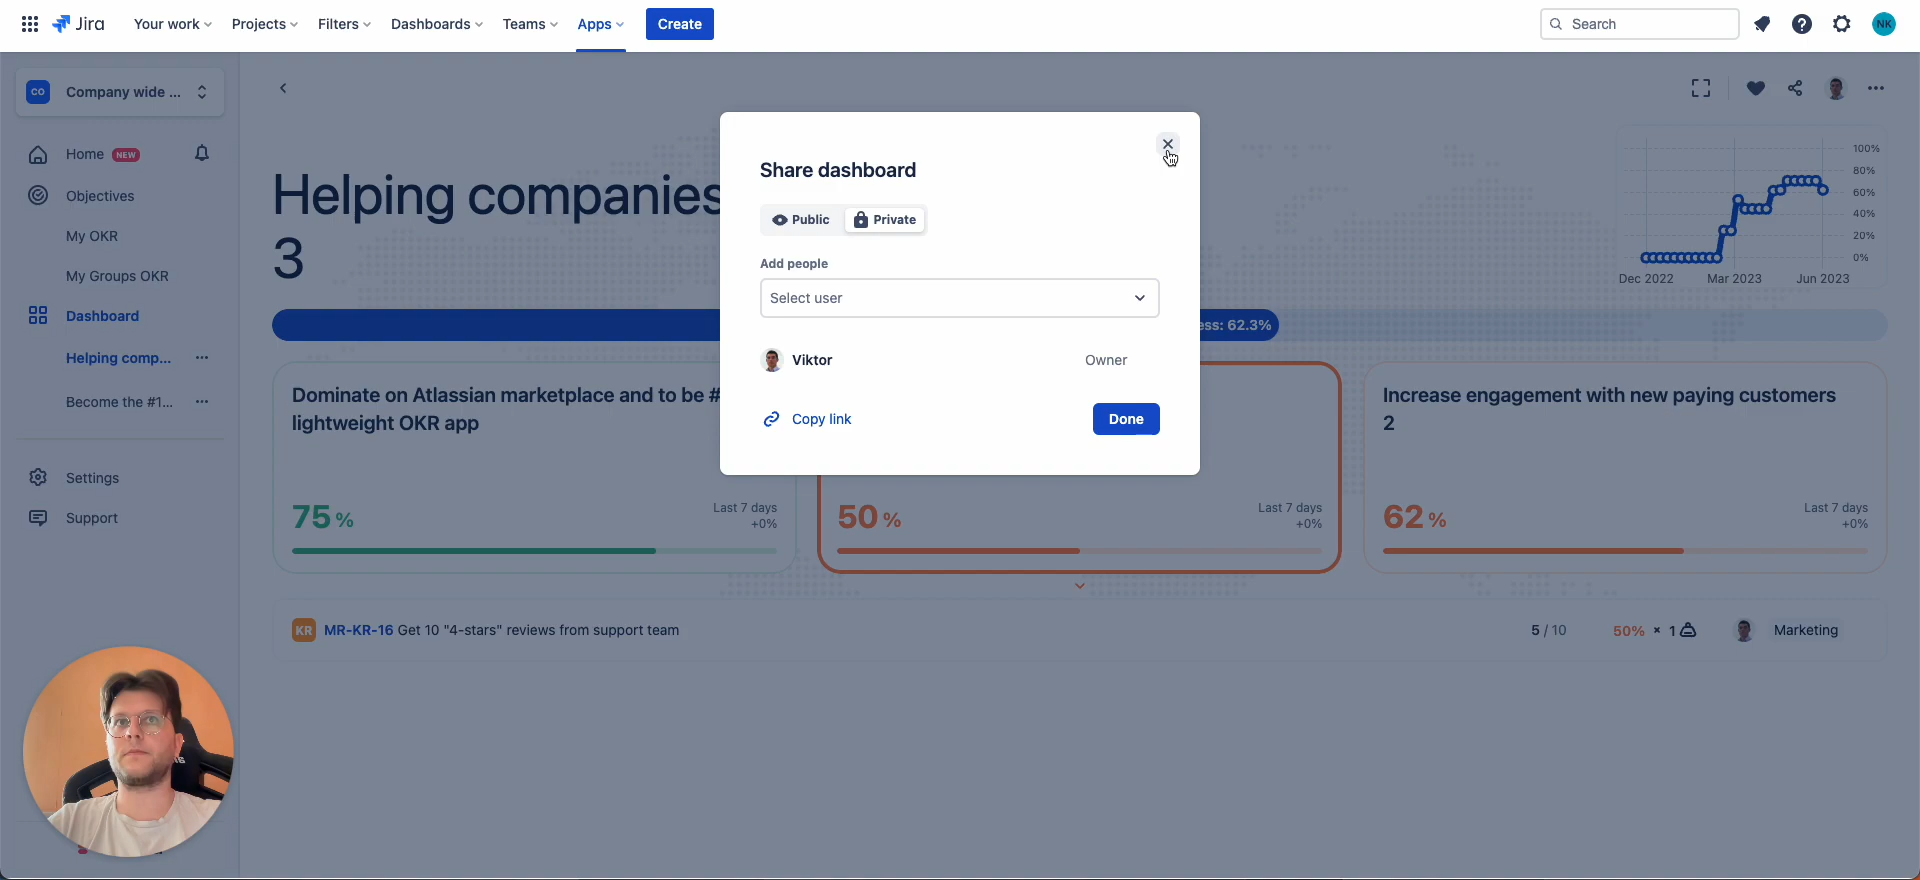 Jira
Your work
Projects
Filters
Dashboards
Teams
Apps
Create
Search
NK
CO
Company wide ...
Home NEW
Objectives
My OKR
My Groups OKR
Dashboard
Helping comp...
Become the #1...
Settings
Support
Helping companies
3
100%
80%
60%
40%
20%
0%
Dec 2022
Mar 2023
Jun 2023
ess: 62.3%
Share dashboard
Public
Private
Add people
Select user
Viktor
Owner
Copy link
Done
Dominate on Atlassian marketplace and to be #
lightweight OKR app
75 %
Last 7 days
+0%
50 %
Last 7 days
+0%
Increase engagement with new paying customers
2
62 %
Last 7 days
+0%
KR MR-KR-16 Get 10 "4-stars" reviews from support team
5 / 10
50% × 1
Marketing